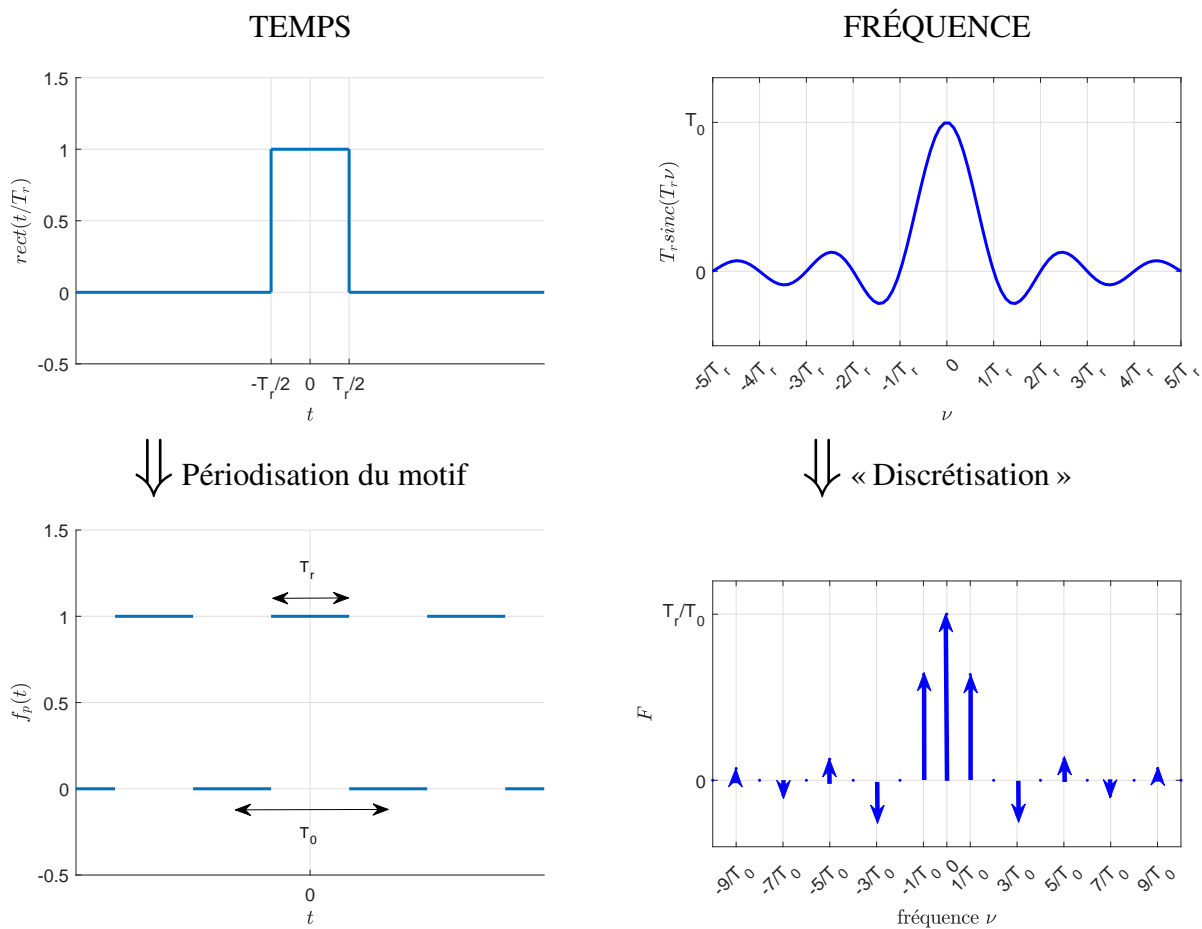 TEMPS
FRÉQUENCE
1.5
1
0.5
0
-0.5
rect(t/T_r)
-T_r/2 0 T_r/2
t
T_0
0
T_r sinc(T_r ν)
-5/T_r -4/T_r -3/T_r -2/T_r -1/T_r 0 1/T_r 2/T_r 3/T_r 4/T_r 5/T_r
ν
⇓ Périodisation du motif
⇓ « Discrétisation »
1.5
1
0.5
0
-0.5
f_p(t)
T_r
T_0
0
t
T_r/T_0
0
F
-9/T_0 -7/T_0 -5/T_0 -3/T_0 -1/T_0 0 1/T_0 3/T_0 5/T_0 7/T_0 9/T_0
fréquence ν